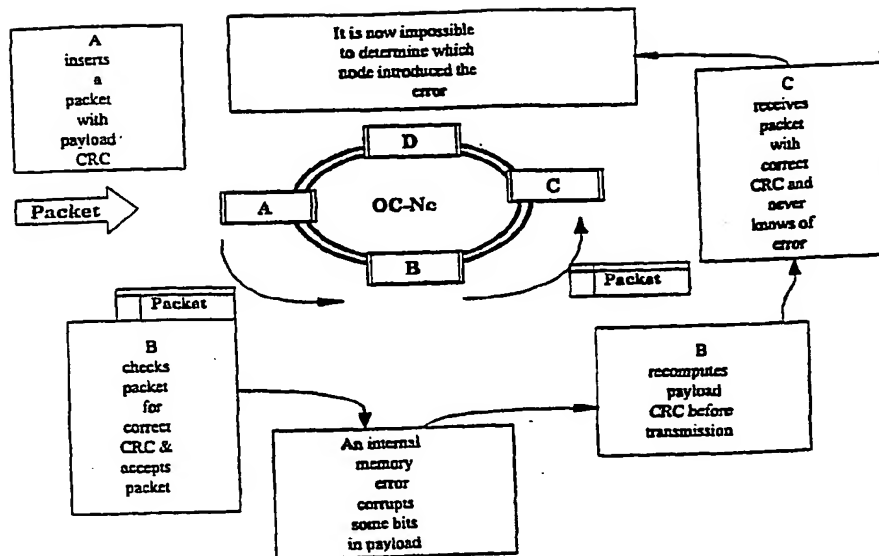 A
inserts
a
packet
with
payload
CRC
It is now impossible
to determine which
node introduced the
error
C
receives
packet
with
correct
CRC and
never
knows of
error
D
Packet
A
OC-Nc
C
B
Packet
Packet
B
checks
packet
for
correct
CRC &
accepts
packet
An internal
memory
error
corrupts
some bits
in payload
B
recomputes
payload
CRC before
transmission